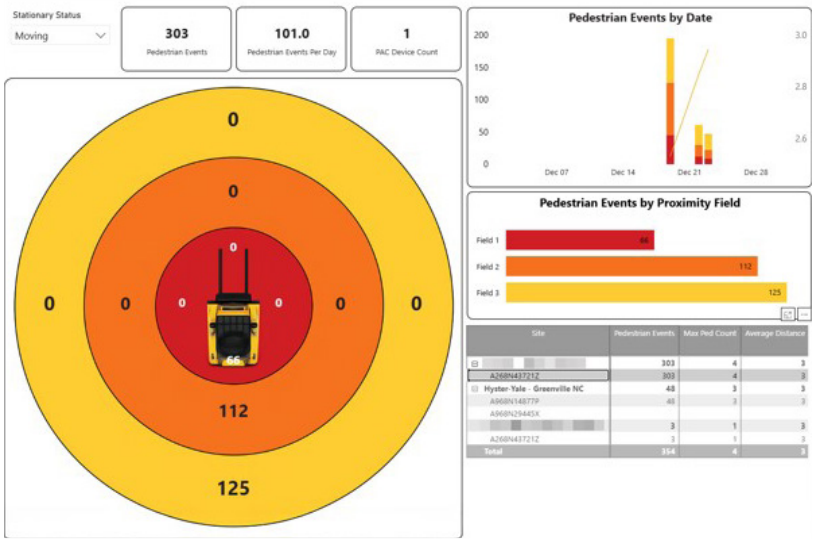 Stationary Status
Moving
303
Pedestrian Events
101.0
Pedestrian Events Per Day
1
PAC Device Count
0
0
0
0 0 0 0 0 0
66
112
125
Pedestrian Events by Date
200 3.0
150
2.8
100
50
2.6
0
Dec 07 Dec 14 Dec 21 Dec 28
Pedestrian Events by Proximity Field
Field 1 66
Field 2 112
Field 3 125
Site Pedestrian Events Max Ped Count Average Distance
303 4 3
A268N43721Z 303 4 3
Hyster-Yale - Greenville NC 48 3 3
A968N14877P 48 3 3
A968N29445X
3 1 3
A268N43721Z 3 1 3
Total 354 4 3